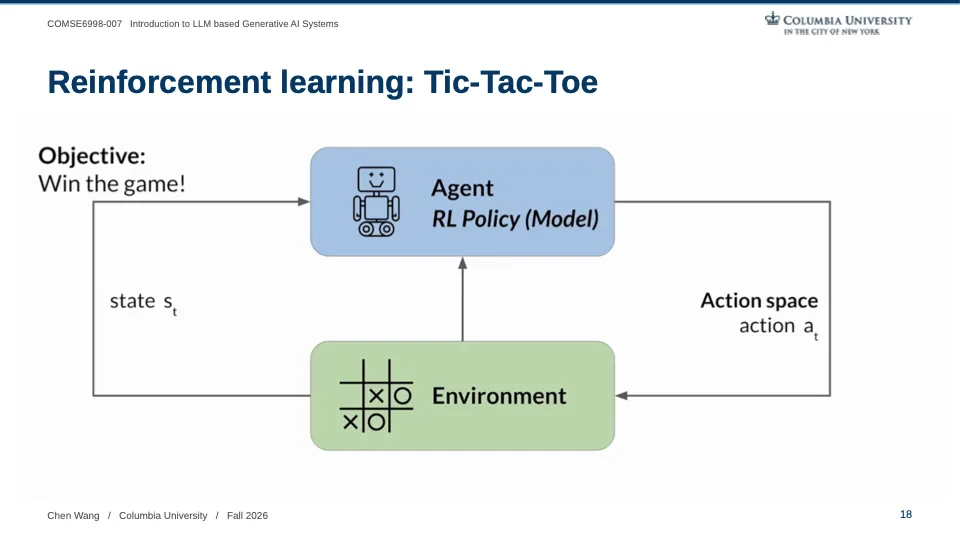 COMSE6998-007 Introduction to LLM based Generative AI Systems
COLUMBIA UNIVERSITY
IN THE CITY OF NEW YORK
Reinforcement learning: Tic-Tac-Toe
Objective:
Win the game!
Agent
RL Policy (Model)
state st
Action space
action at
Environment
Chen Wang / Columbia University / Fall 2026
18